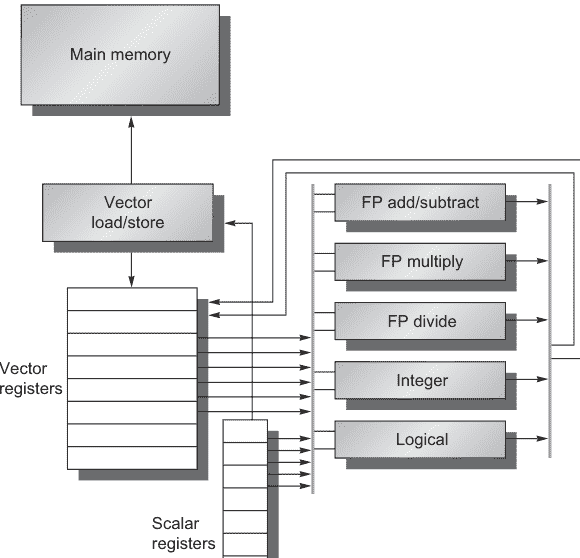 Main memory
Vector
load/store
FP add/subtract
FP multiply
FP divide
Integer
Logical
Vector
registers
Scalar
registers